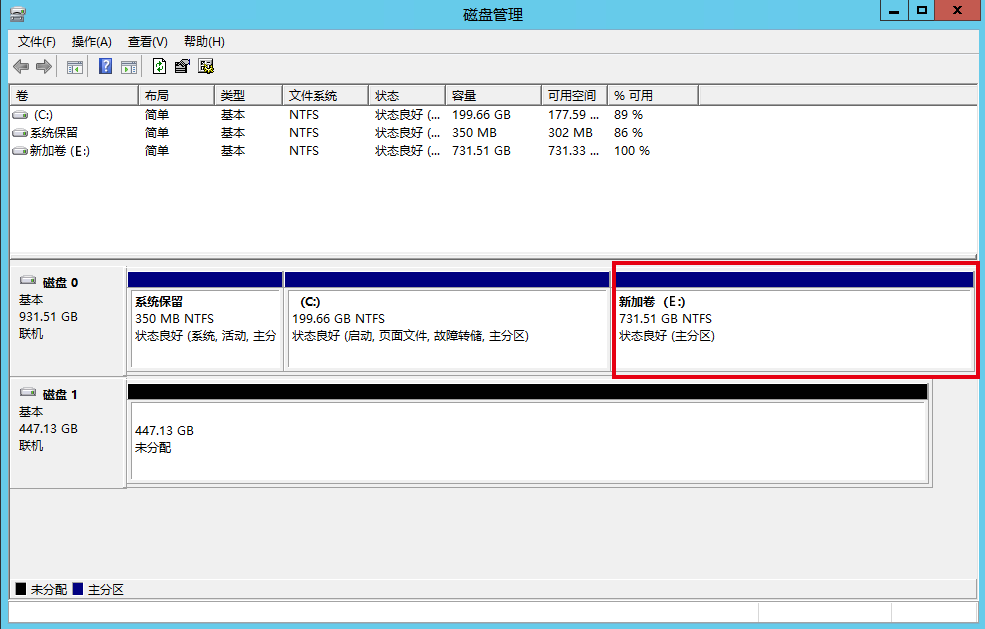 磁盘管理
文件(F) 操作(A) 查看(V) 帮助(H)
卷 布局 类型 文件系统 状态 容量 可用空间 % 可用
(C:) 简单 基本 NTFS 状态良好 (... 199.66 GB 177.59 ... 89 %
系统保留 简单 基本 NTFS 状态良好 (... 350 MB 302 MB 86 %
新加卷 (E:) 简单 基本 NTFS 状态良好 (... 731.51 GB 731.33 ... 100 %
磁盘 0
基本
931.51 GB
联机
系统保留
350 MB NTFS
状态良好 (系统, 活动, 主分
(C:)
199.66 GB NTFS
状态良好 (启动, 页面文件, 故障转储, 主分区)
新加卷 (E:)
731.51 GB NTFS
状态良好 (主分区)
磁盘 1
基本
447.13 GB
联机
447.13 GB
未分配
未分配 主分区